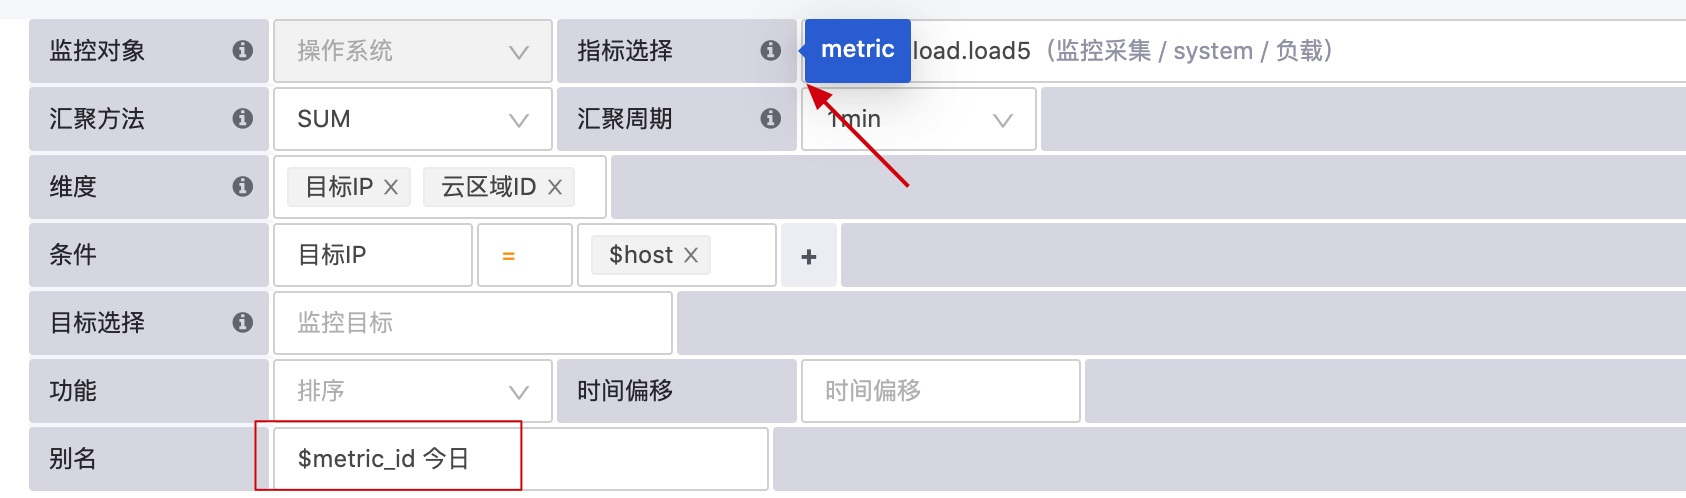 监控对象 操作系统 指标选择 metric load.load5（监控采集 / system / 负载）
汇聚方法 SUM 汇聚周期 1min
维度 目标IP 云区域ID
条件 目标IP = $host +
目标选择 监控目标
功能 排序 时间偏移 时间偏移
别名 $metric_id 今日